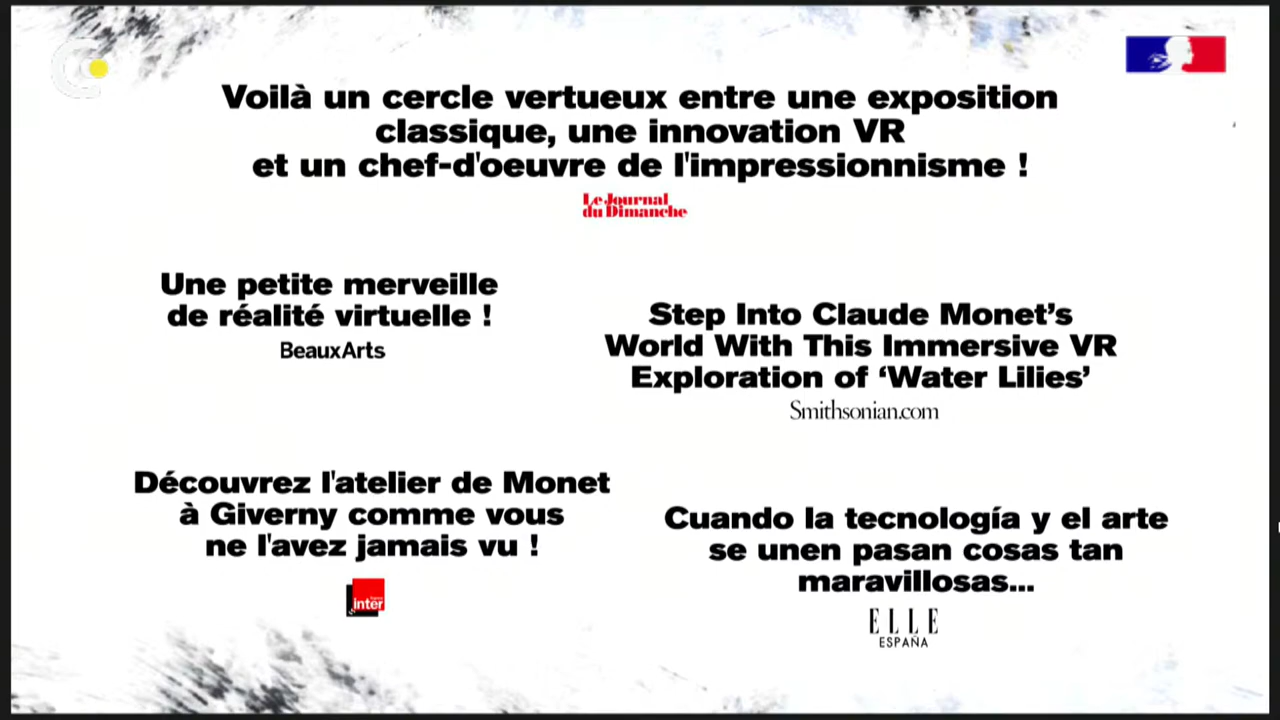 Voilà un cercle vertueux entre une exposition
classique, une innovation VR
et un chef-d'oeuvre de l'impressionnisme !
Le Journal
du Dimanche
Une petite merveille
de réalité virtuelle !
BeauxArts
Step Into Claude Monet’s
World With This Immersive VR
Exploration of ‘Water Lilies’
Smithsonian.com
Découvrez l'atelier de Monet
à Giverny comme vous
ne l'avez jamais vu !
inter
Cuando la tecnología y el arte
se unen pasan cosas tan
maravillosas...
ELLE
ESPAÑA